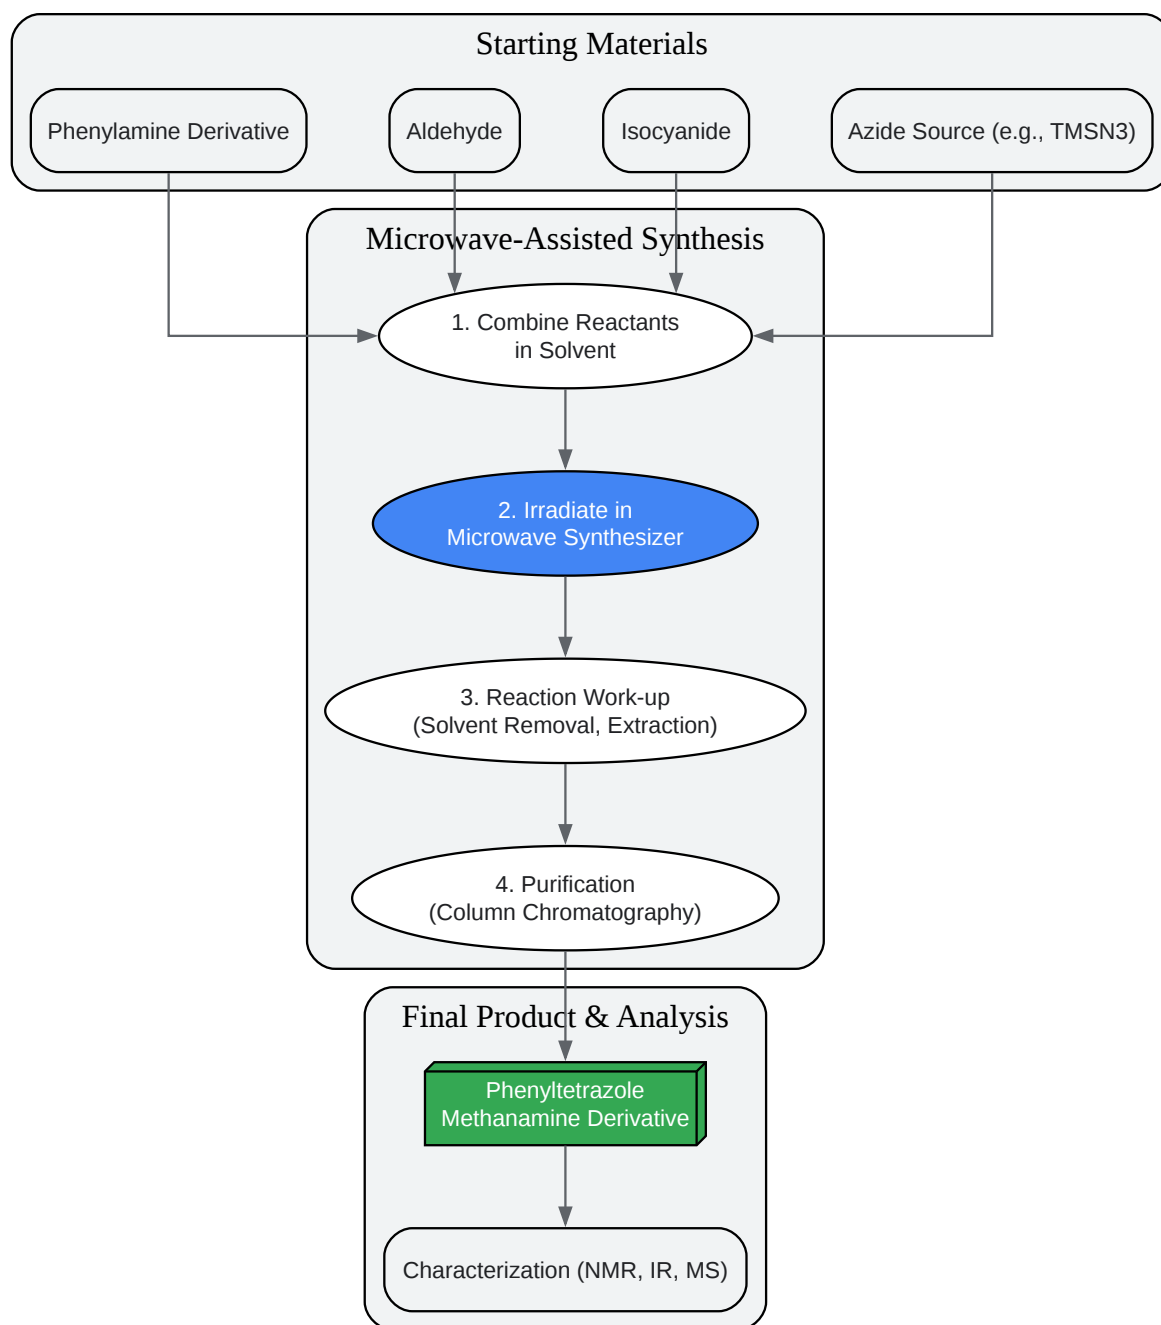 Starting Materials
Phenylamine Derivative
Aldehyde
Isocyanide
Azide Source (e.g., TMSN3)
Microwave-Assisted Synthesis
1. Combine Reactants
in Solvent
2. Irradiate in
Microwave Synthesizer
3. Reaction Work-up
(Solvent Removal, Extraction)
4. Purification
(Column Chromatography)
Final Product & Analysis
Phenyltetrazole
Methanamine Derivative
Characterization (NMR, IR, MS)